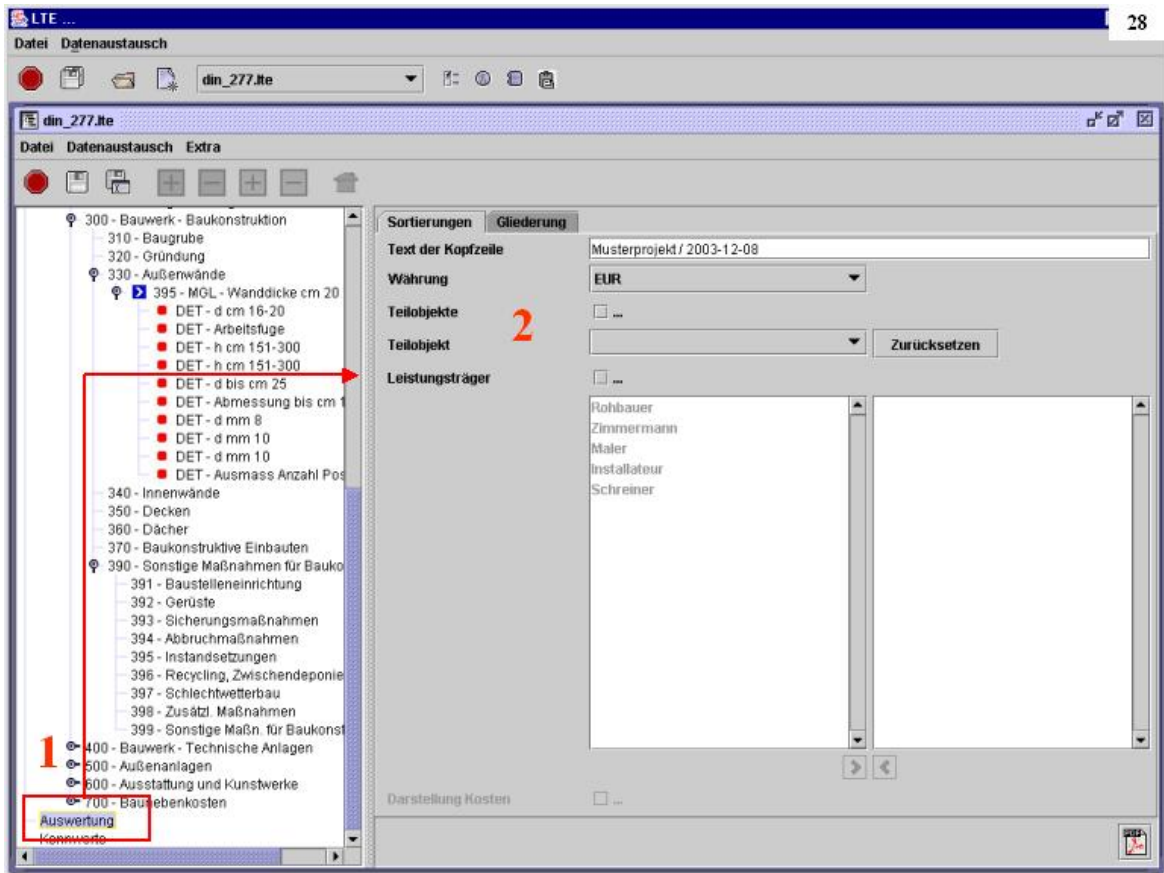 LTE ...
28
Datei Datenaustausch
din_277.lte
din_277.lte
Datei Datenaustausch Extra
300 - Bauwerk - Baukonstruktion
310 - Baugrube
320 - Gründung
330 - Außenwände
395 - MGL - Wanddicke cm 20
DET - d cm 16-20
DET - Arbeitsfuge
DET - h cm 151-300
DET - h cm 151-300
DET - d bis cm 25
DET - Abmessung bis cm 1
DET - d mm 8
DET - d mm 10
DET - d mm 10
DET - Ausmass Anzahl Pos
340 - Innenwände
350 - Decken
360 - Dächer
370 - Baukonstruktive Einbauten
390 - Sonstige Maßnahmen für Bauko
391 - Baustelleneinrichtung
392 - Gerüste
393 - Sicherungsmaßnahmen
394 - Abbruchmaßnahmen
395 - Instandsetzungen
396 - Recycling, Zwischendeponie
397 - Schlechtwetterbau
398 - Zusätzl. Maßnahmen
399 - Sonstige Maßn. für Baukonst
1
400 - Bauwerk - Technische Anlagen
500 - Außenanlagen
600 - Ausstattung und Kunstwerke
700 - Baunebenkosten
Auswertung
Kennwerte
Sortierungen Gliederung
Text der Kopfzeile Musterprojekt / 2003-12-08
Währung EUR
Teilobjekte ...
2
Teilobjekt Zurücksetzen
Leistungsträger ...
Rohbauer
Zimmermann
Maler
Installateur
Schreiner
Darstellung Kosten ...